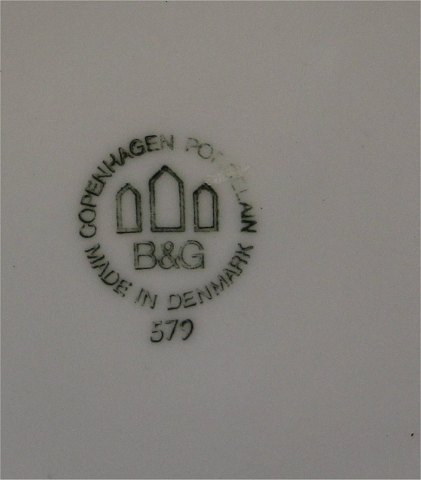 COPENHAGEN PORCELAIN
B&G
MADE IN DENMARK
579